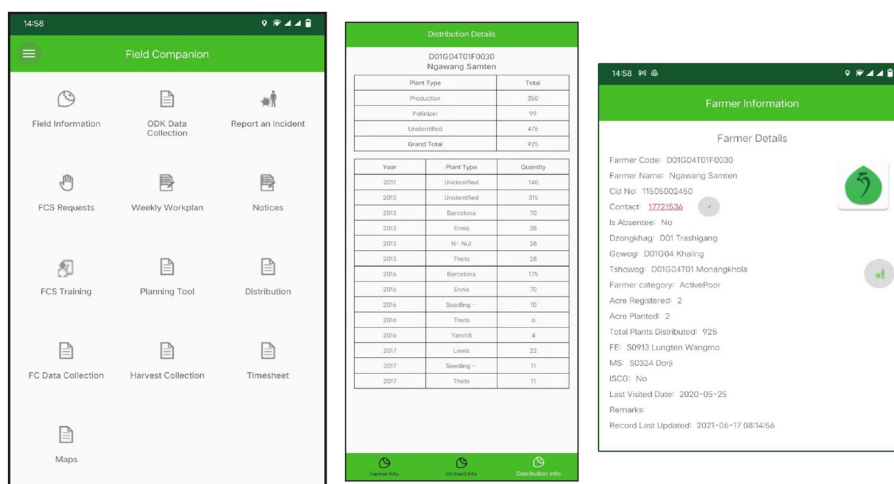 14:58
Field Companion
Field Information
ODK Data
Collection
Report an Incident
FCS Requests
Weekly Workplan
Notices
FCS Training
Planning Tool
Distribution
FC Data Collection
Harvest Collection
Timesheet
Maps
Distribution Details
D01G04T01F0030
Ngawang Samten
Plant Type Total
Production 350
Pollinizer 99
Unidentified 476
Grand Total 925
Year Plant Type Quantity
2011 Unidentified 140
2012 Unidentified 315
2013 Barcelona 70
2013 Ennis 35
2013 N- Nut 28
2013 Theta 28
2016 Barcelona 175
2016 Ennis 70
2016 Seedling - 10
2016 Theta 6
2016 Yamhill 4
2017 Lewis 22
2017 Seedling - 11
2017 Theta 11
Farmer Info
Orchard Info
Distribution Info
14:58
Farmer Information
Farmer Details
Farmer Code: D01G04T01F0030
Farmer Name: Ngawang Samten
Cid No: 11505002450
Contact: 17721536
Is Absentee: No
Dzongkhag: D01 Trashigang
Gewog: D01G04 Khaling
Tshowog: D01G04T01 Monangkhola
Farmer category: ActivePoor
Acre Registered: 2
Acre Planted: 2
Total Plants Distributed: 925
FE: S0913 Lungten Wangmo
MS: S0324 Dorji
ISCG: No
Last Visited Date: 2020-05-25
Remarks:
Record Last Updated: 2021-06-17 08:14:56